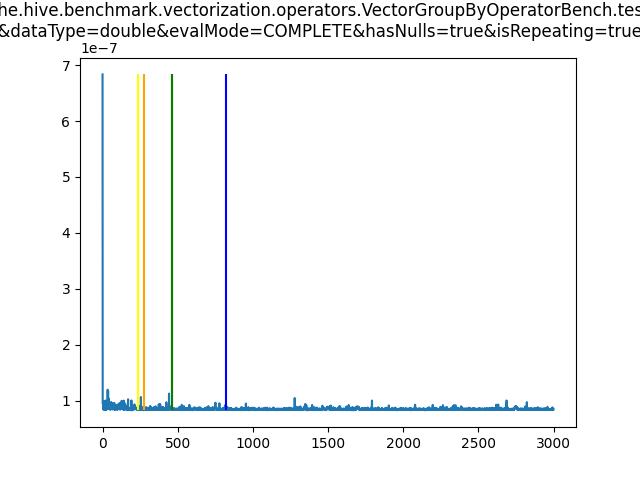 he.hive.benchmark.vectorization.operators.VectorGroupByOperatorBench.tes
&dataType=double&evalMode=COMPLETE&hasNulls=true&isRepeating=true
1e−7
7
6
5
4
3
2
1
0 500 1000 1500 2000 2500 3000